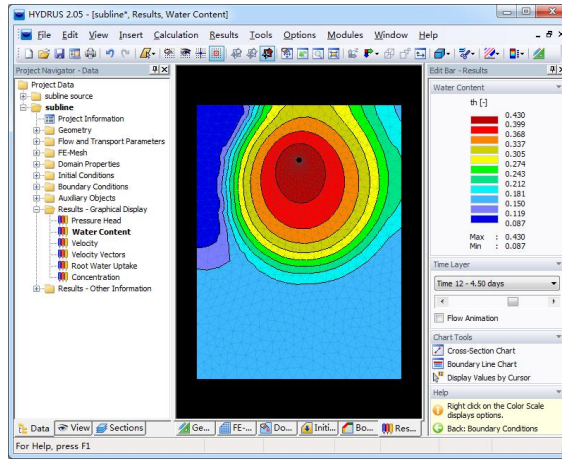 HYDRUS 2.05 - [subline*, Results, Water Content]
File Edit View Insert Calculation Results Tools Options Modules Window Help
Project Navigator - Data
Project Data
subline source
subline
Project Information
Geometry
Flow and Transport Parameters
FE-Mesh
Domain Properties
Initial Conditions
Boundary Conditions
Auxiliary Objects
Results - Graphical Display
Pressure Head
Water Content
Velocity
Velocity Vectors
Root Water Uptake
Concentration
Results - Other Information
Data View Sections
Ge... FE-... Do... Initi... Bo... Res...
Edit Bar - Results
Water Content
th [-]
0.430
0.399
0.368
0.337
0.305
0.274
0.243
0.212
0.181
0.150
0.119
0.087
Max : 0.430
Min : 0.087
Time Layer
Time 12 - 4.50 days
Flow Animation
Chart Tools
Cross-Section Chart
Boundary Line Chart
Display Values by Cursor
Help
Right click on the Color Scale
displays options.
Back: Boundary Conditions
For Help, press F1